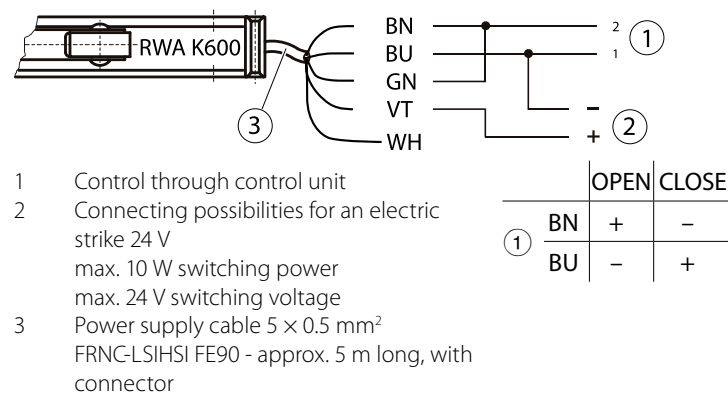 RWA K600
BN
BU
GN
VT
WH
2
1
1
–
+
2
3
1 Control through control unit
2 Connecting possibilities for an electric
strike 24 V
max. 10 W switching power
max. 24 V switching voltage
3 Power supply cable 5 × 0.5 mm²
FRNC-LSIHSI FE90 - approx. 5 m long, with
connector
OPEN CLOSE
1
BN + –
BU – +